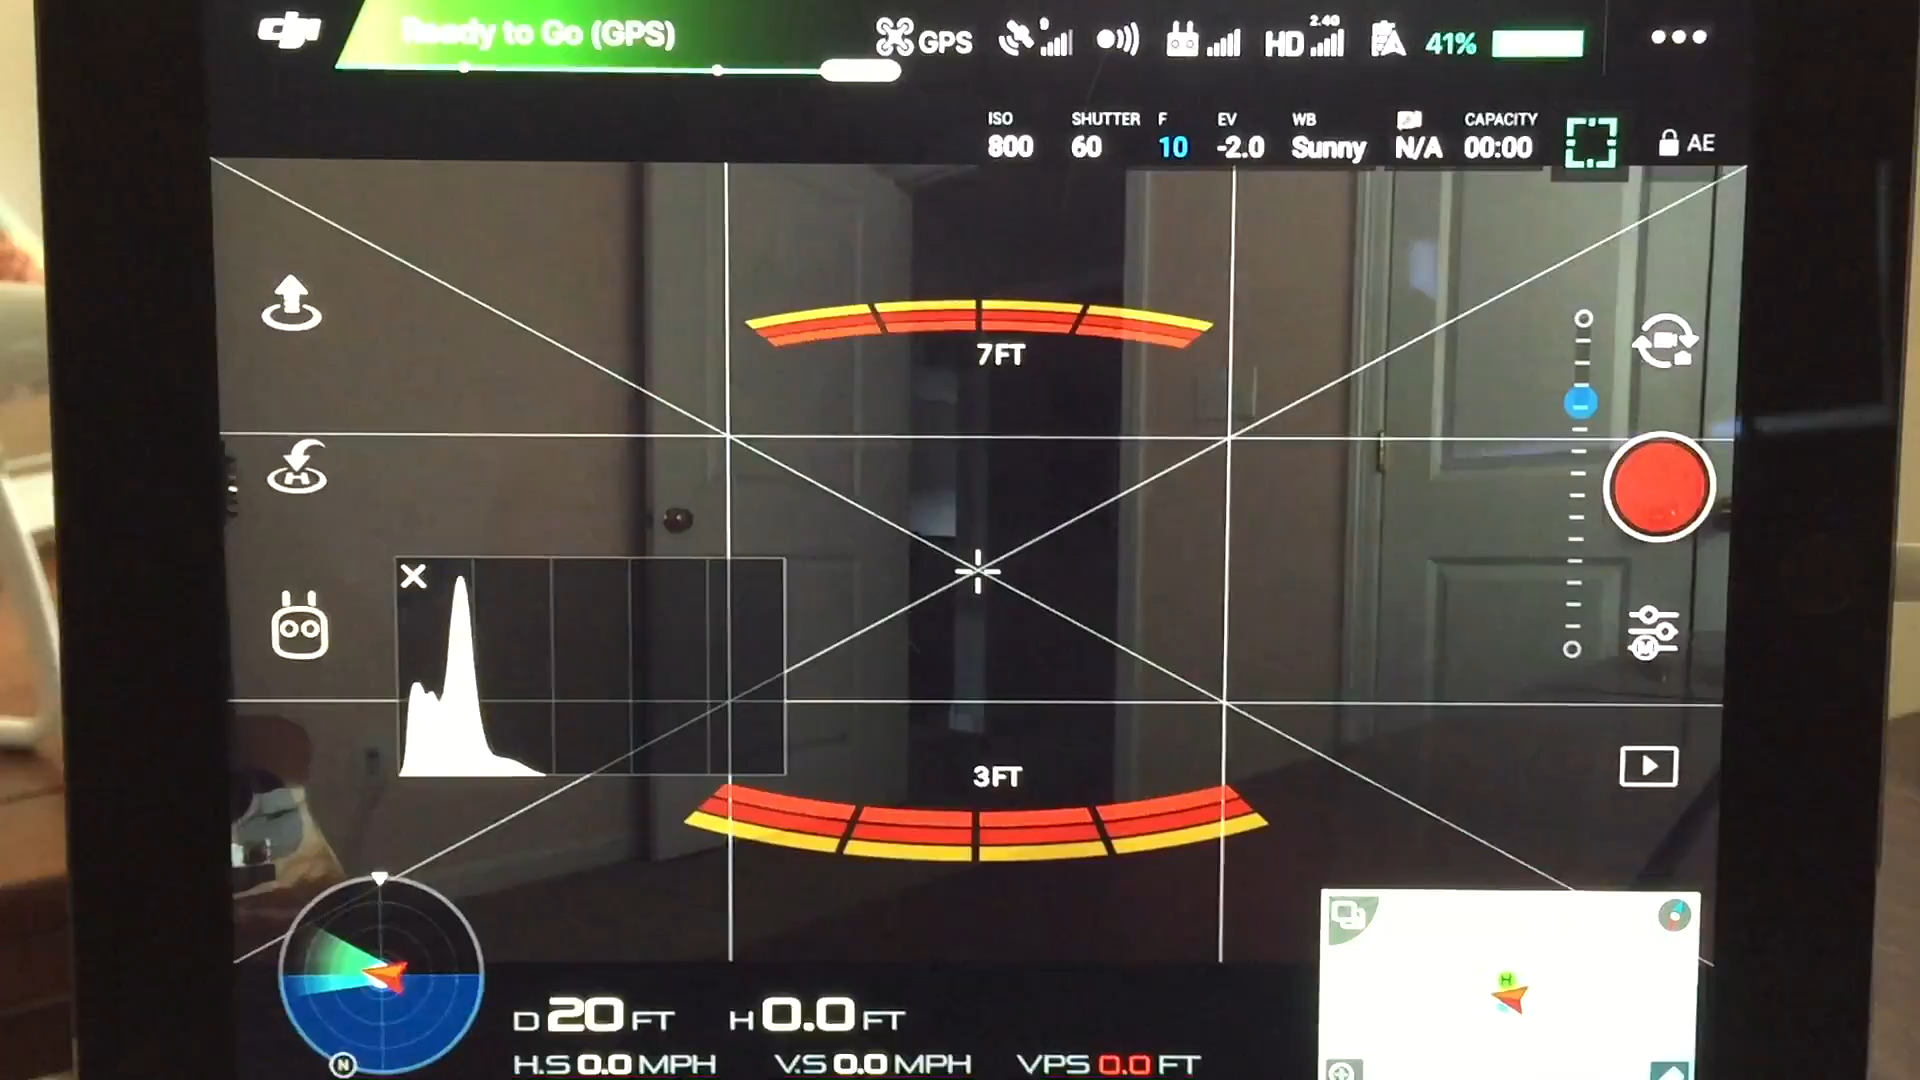 dji
Ready to Go (GPS)
GPS
9
HD
2.4G
41%
ISO
800
SHUTTER
60
F
10
EV
-2.0
WB
Sunny
N/A
CAPACITY
00:00
AE
7FT
3FT
M
H
N
D 20 FT
H 0.0 FT
H.S 0.0 MPH
V.S 0.0 MPH
VPS 0.0 FT
H